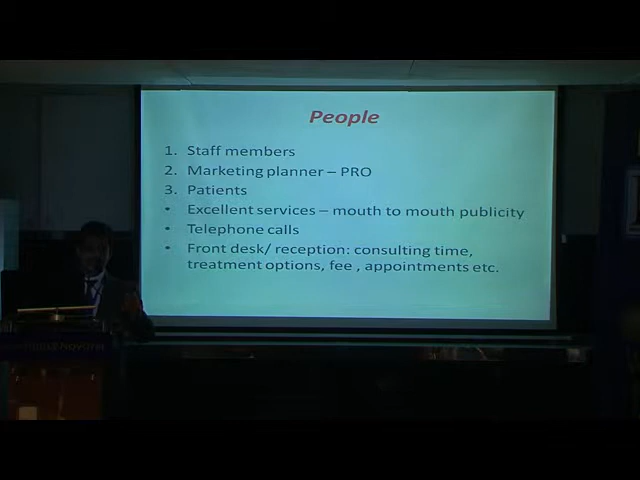 People
1. Staff members
2. Marketing planner – PRO
3. Patients
• Excellent services – mouth to mouth publicity
• Telephone calls
• Front desk/ reception: consulting time,
treatment options, fee , appointments etc.